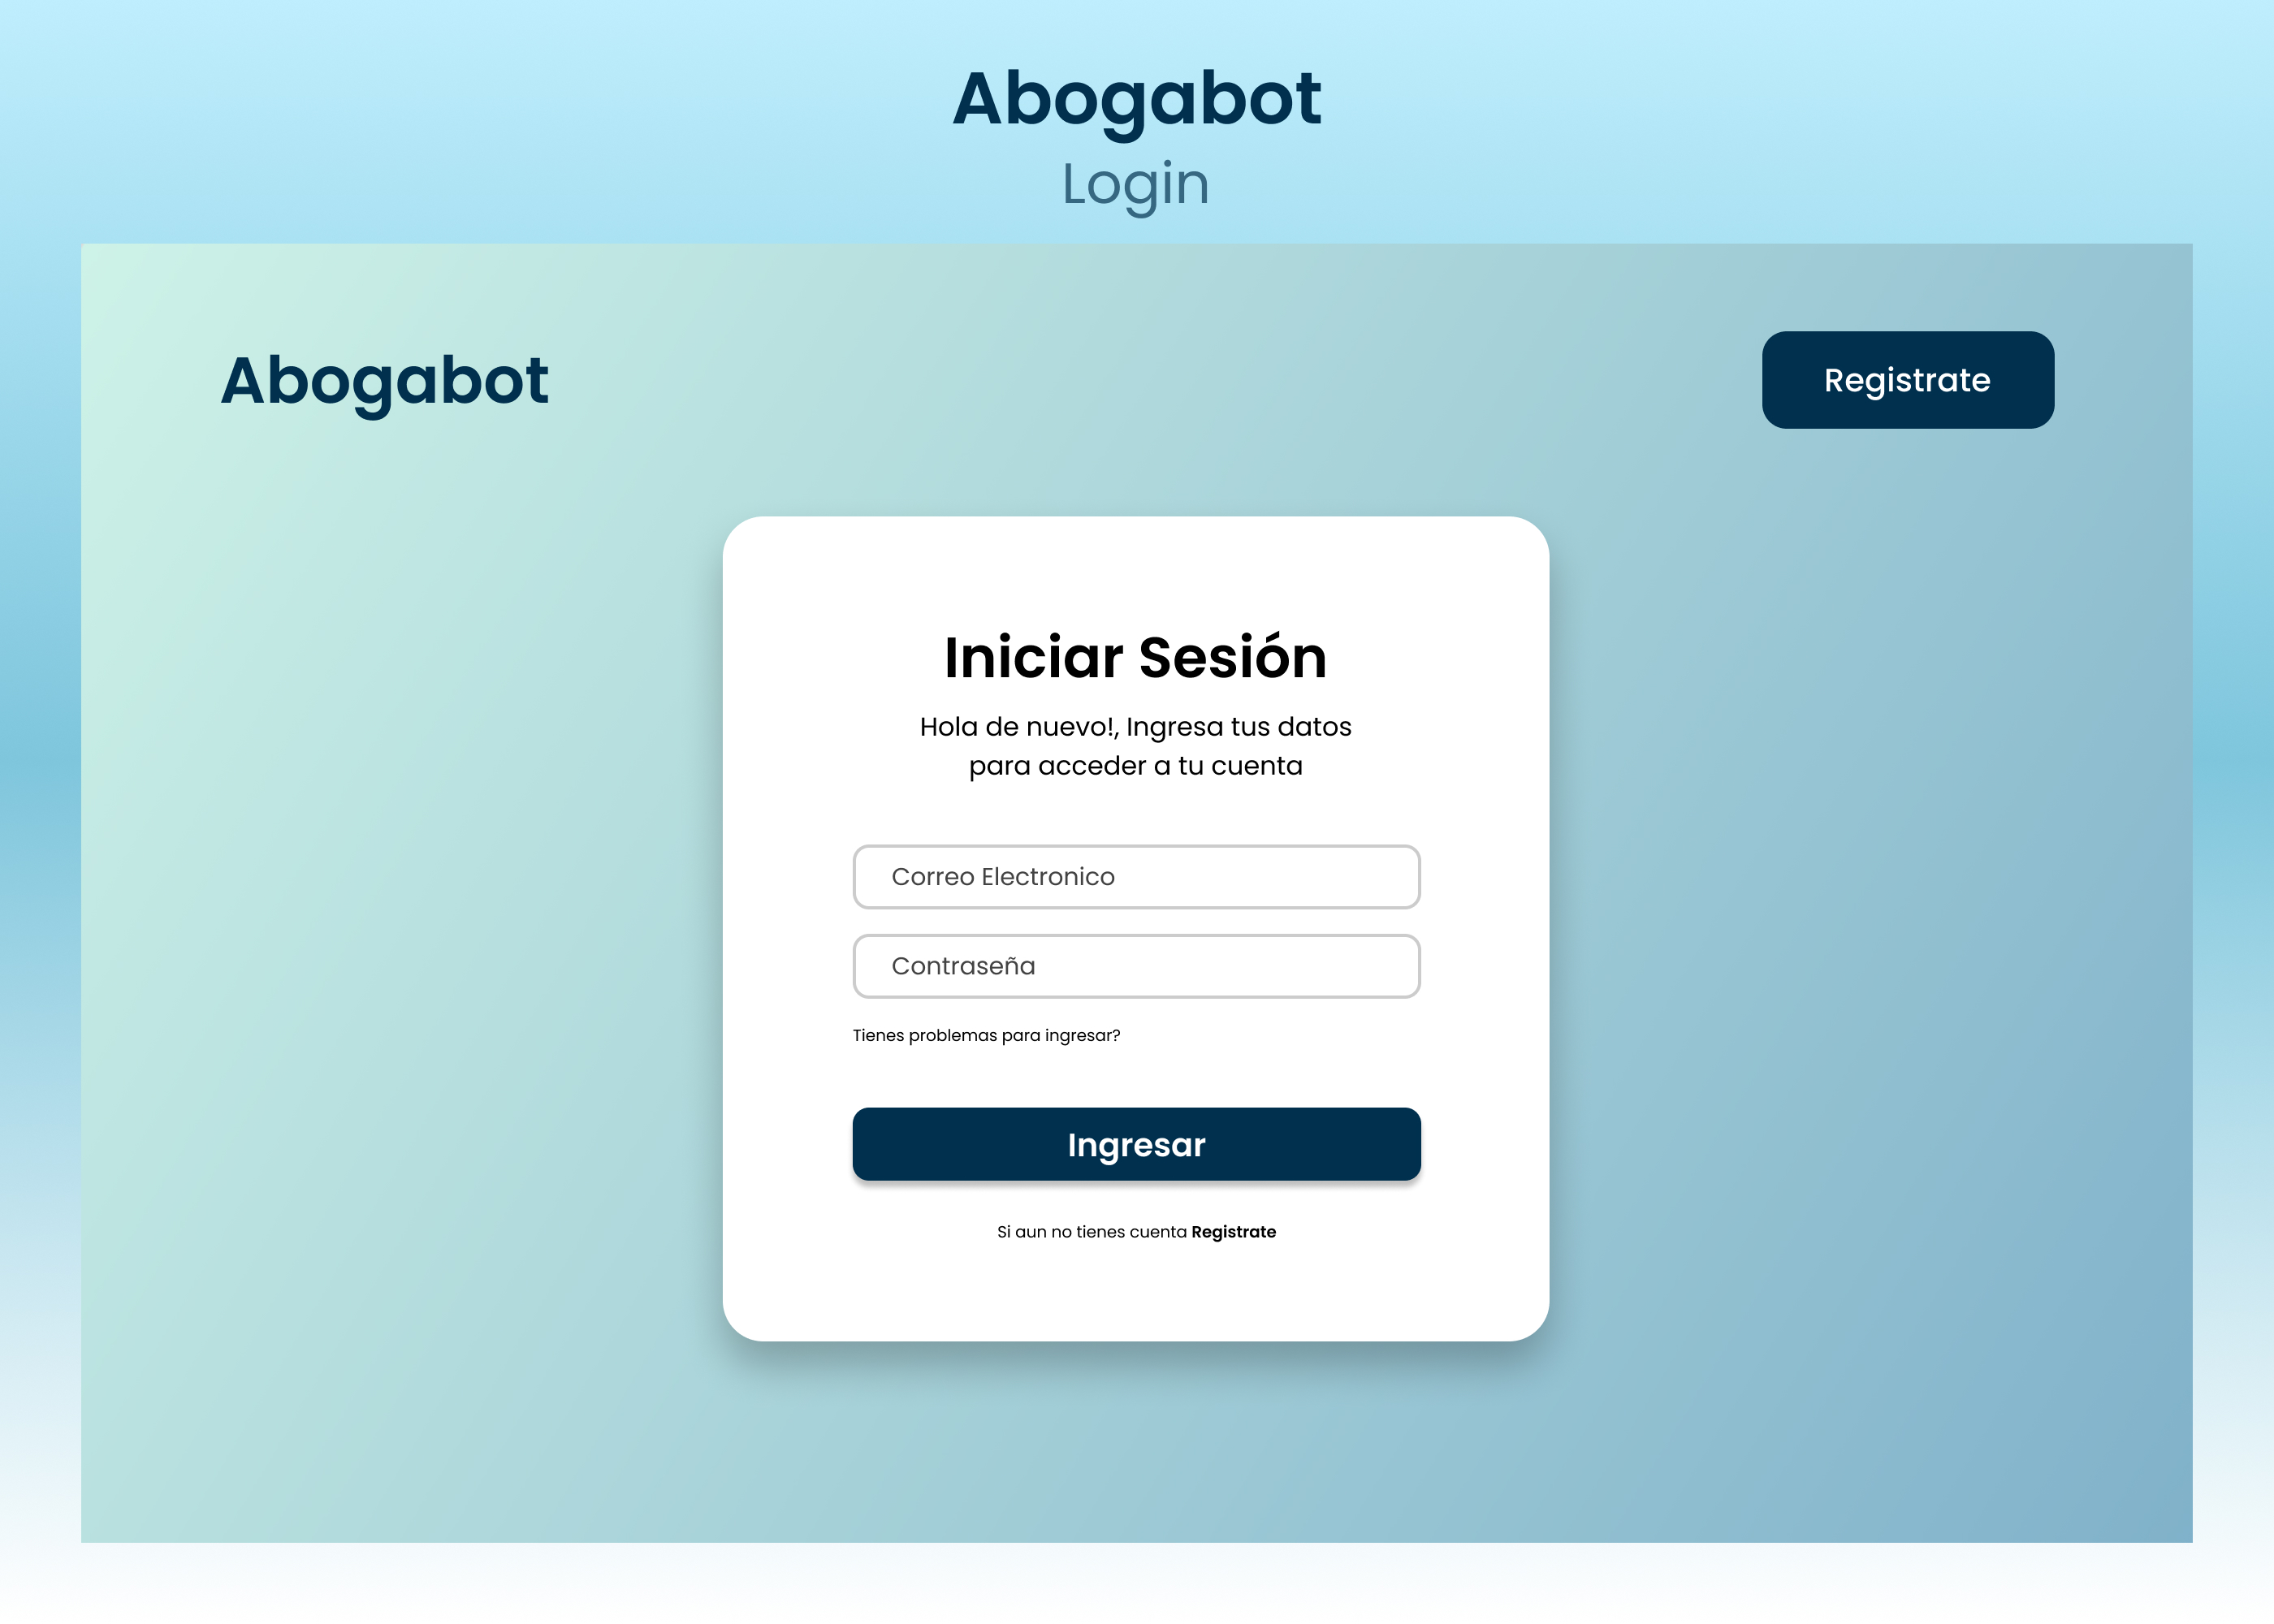 Abogabot
Login
Abogabot
Registrate
Iniciar Sesión
Hola de nuevo!, Ingresa tus datos
para acceder a tu cuenta
Correo Electronico
Contraseña
Tienes problemas para ingresar?
Ingresar
Si aun no tienes cuenta Registrate